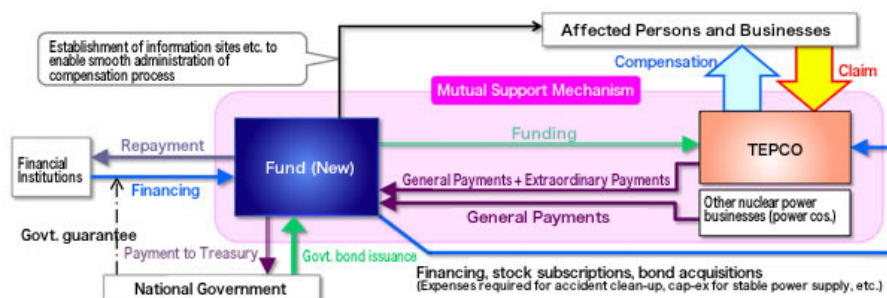 Establishment of information sites etc. to
enable smooth administration of
compensation process
Affected Persons and Businesses
Compensation
Claim
Mutual Support Mechanism
Repayment
Financial
Institutions
Financing
Fund (New)
Funding
TEPCO
General Payments + Extraordinary Payments
General Payments
Other nuclear power
businesses (power cos.)
Govt. guarantee
Payment to Treasury
Govt. bond issuance
National Government
Financing, stock subscriptions, bond acquisitions
(Expenses required for accident clean-up, cap-ex for stable power supply, etc.)